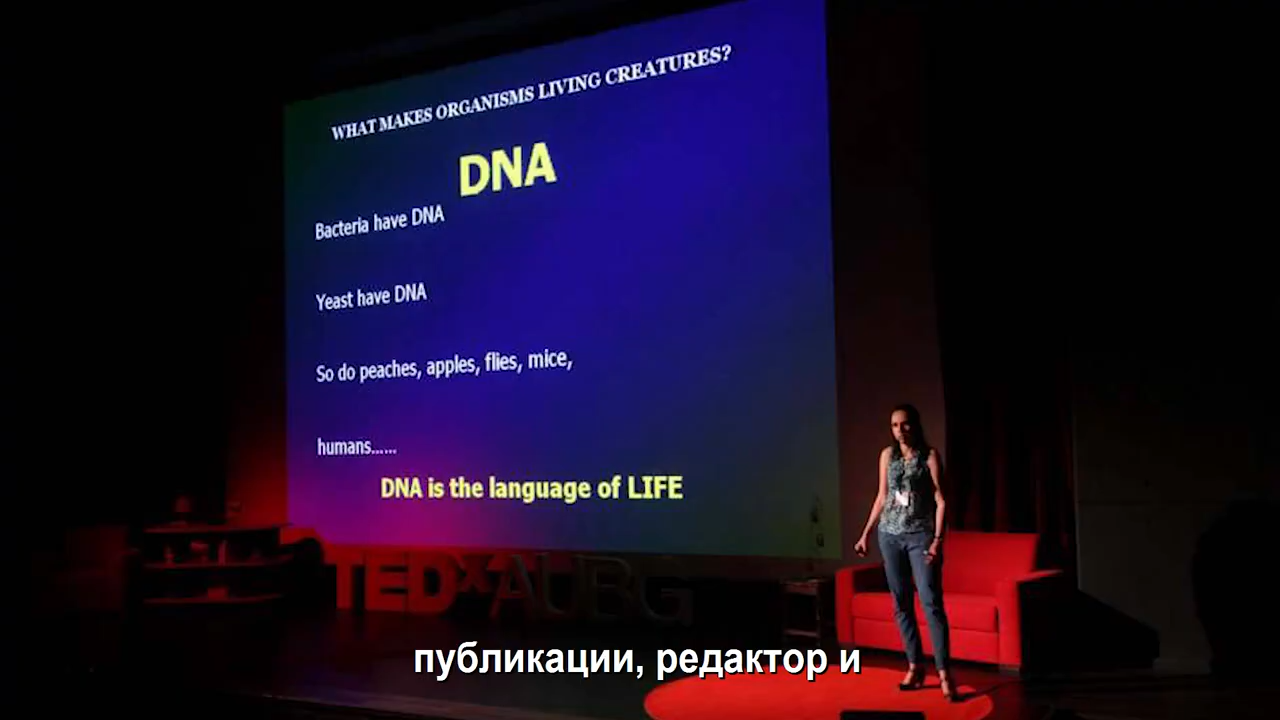 WHAT MAKES ORGANISMS LIVING CREATURES?
DNA
Bacteria have DNA
Yeast have DNA
So do peaches, apples, flies, mice,
humans......
DNA is the language of LIFE
TEDxAUBG
публикации, редактор и